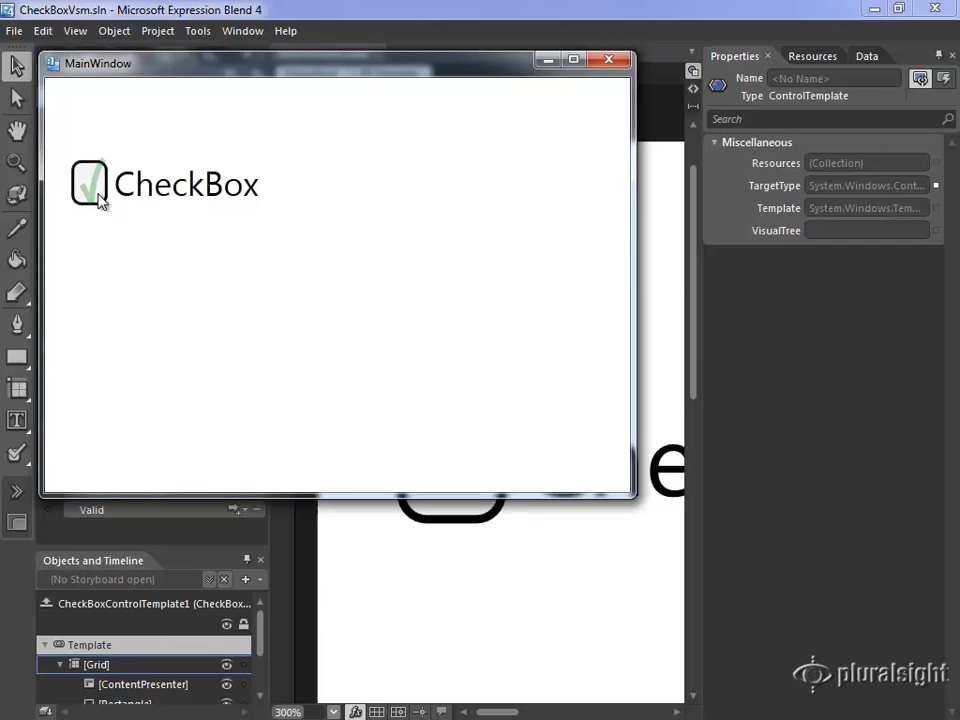 CheckBoxVsm.sln - Microsoft Expression Blend 4
File Edit View Object Project Tools Window Help
MainWindow
CheckBox
Properties Resources Data
Name <No Name>
Type ControlTemplate
Search
Miscellaneous
Resources (Collection)
TargetType System.Windows.Cont...
Template System.Windows.Tem...
VisualTree
Valid
Objects and Timeline
(No Storyboard open)
CheckBoxControlTemplate1 (CheckBox...
Template
[Grid]
[ContentPresenter]
[Rectangle]
300%
pluralsight